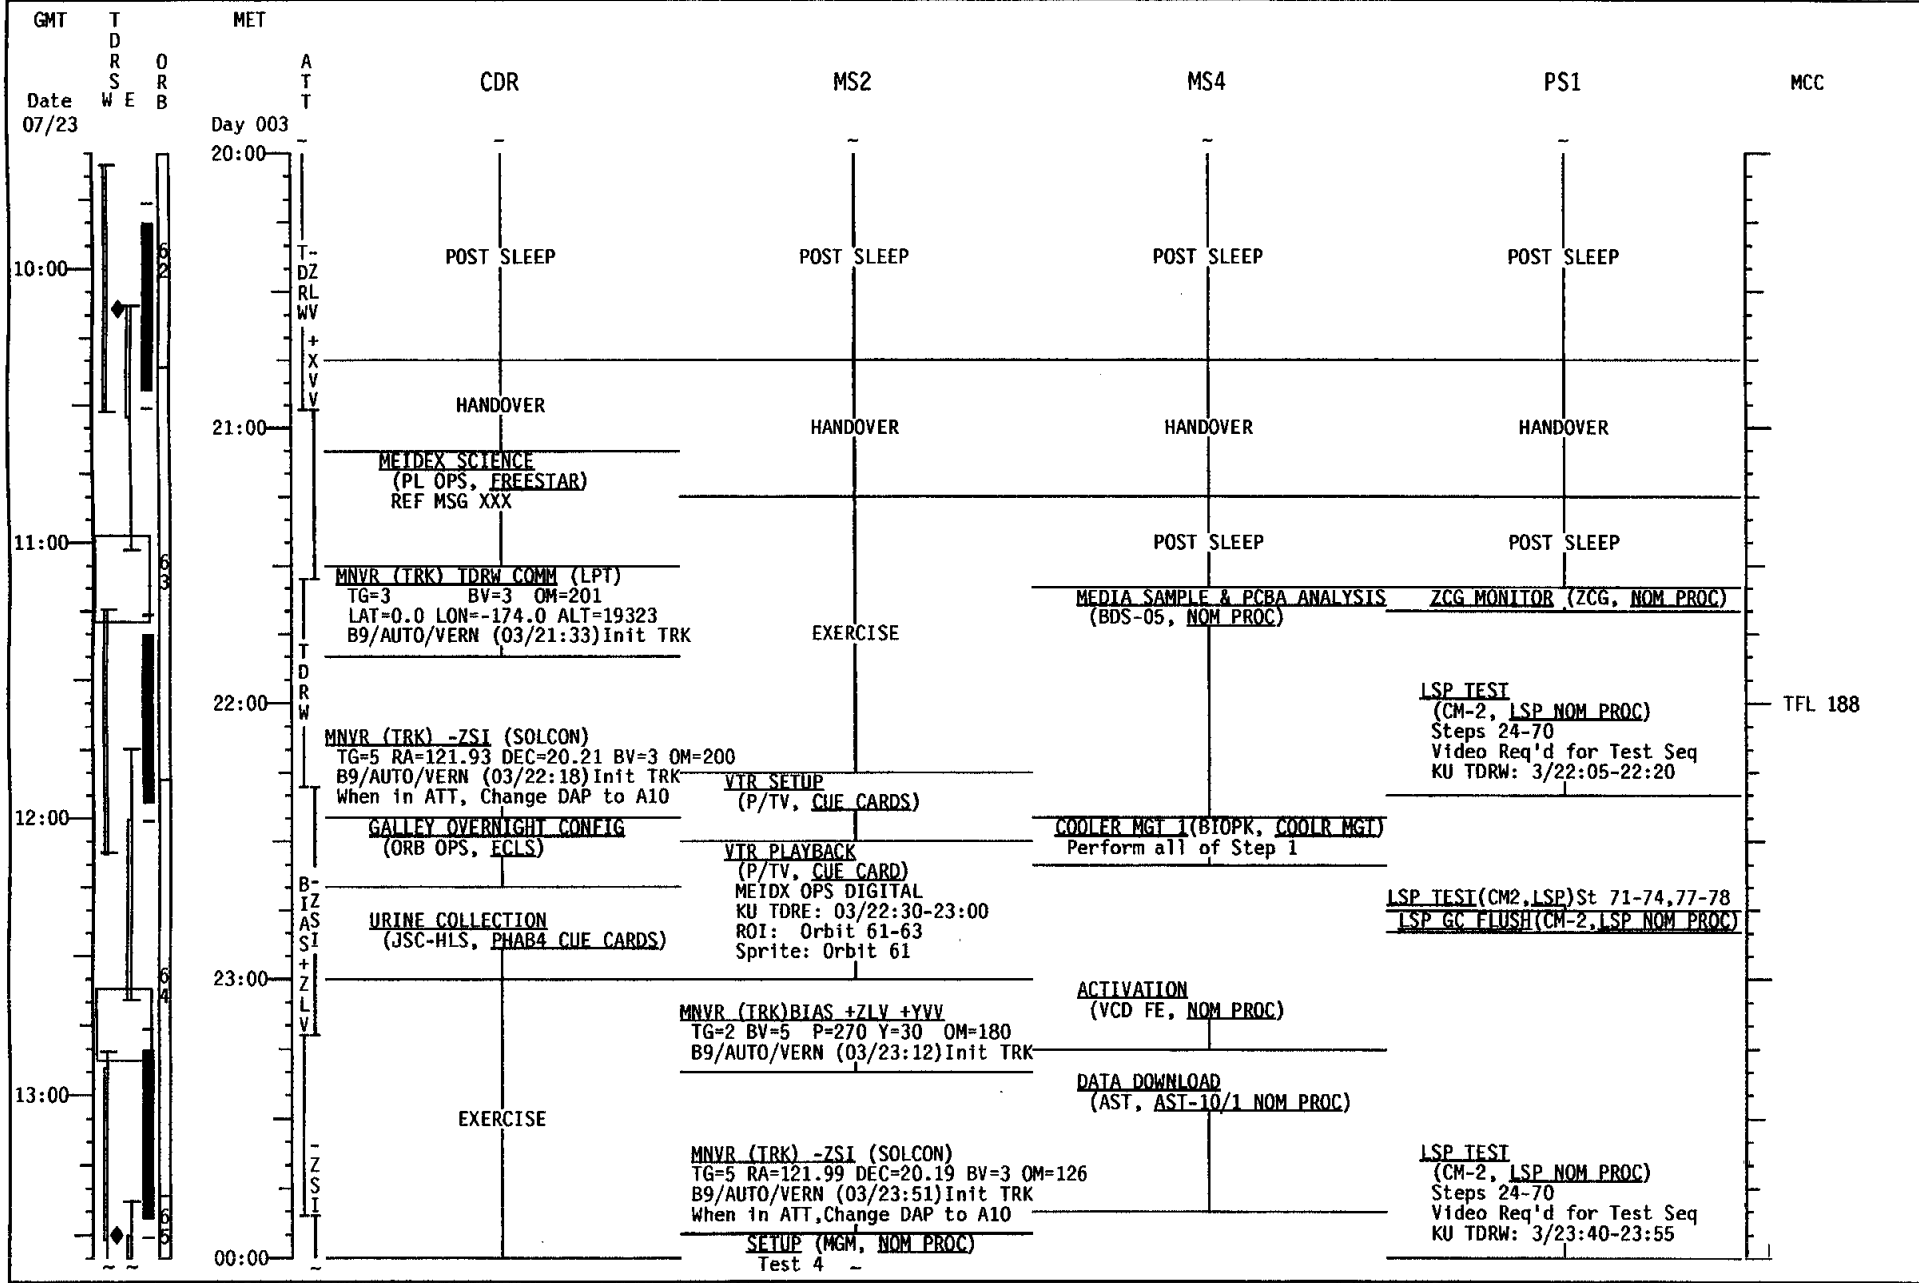 GMT
TDRS
W E
ORB
MET
ATT
CDR
MS2
MS4
PS1
MCC
Date
07/23
Day 003
10:00
11:00
12:00
13:00
62
63
64
65
20:00
21:00
22:00
23:00
00:00
TDRW
-ZLV +XVV
TDRW
BIAS
-ZSI
+ZLV
-ZSI
POST SLEEP
HANDOVER
MEIDEX SCIENCE
(PL OPS, FREESTAR)
REF MSG XXX
MNVR (TRK) TDRW COMM (LPT)
TG=3 BV=3 OM=201
LAT=0.0 LON=-174.0 ALT=19323
B9/AUTO/VERN (03/21:33)Init TRK
MNVR (TRK) -ZSI (SOLCON)
TG=5 RA=121.93 DEC=20.21 BV=3 OM=200
B9/AUTO/VERN (03/22:18)Init TRK
When in ATT, Change DAP to A10
GALLEY OVERNIGHT CONFIG
(ORB OPS, ECLS)
URINE COLLECTION
(JSC-HLS, PHAB4 CUE CARDS)
EXERCISE
POST SLEEP
HANDOVER
EXERCISE
VTR SETUP
(P/TV, CUE CARDS)
VTR PLAYBACK
(P/TV, CUE CARD)
MEIDX OPS DIGITAL
KU TDRE: 03/22:30-23:00
ROI: Orbit 61-63
Sprite: Orbit 61
MNVR (TRK)BIAS +ZLV +YVV
TG=2 BV=5 P=270 Y=30 OM=180
B9/AUTO/VERN (03/23:12)Init TRK
MNVR (TRK) -ZSI (SOLCON)
TG=5 RA=121.99 DEC=20.19 BV=3 OM=126
B9/AUTO/VERN (03/23:51)Init TRK
When in ATT,Change DAP to A10
SETUP (MGM, NOM PROC)
Test 4
POST SLEEP
HANDOVER
POST SLEEP
MEDIA SAMPLE & PCBA ANALYSIS
(BDS-05, NOM PROC)
COOLER MGT 1(BIOPK, COOLR MGT)
Perform all of Step 1
ACTIVATION
(VCD FE, NOM PROC)
DATA DOWNLOAD
(AST, AST-10/1 NOM PROC)
POST SLEEP
HANDOVER
POST SLEEP
ZCG MONITOR (ZCG, NOM PROC)
LSP TEST
(CM-2, LSP NOM PROC)
Steps 24-70
Video Req'd for Test Seq
KU TDRW: 3/22:05-22:20
LSP TEST(CM2,LSP)St 71-74,77-78
LSP GC FLUSH(CM-2,LSP NOM PROC)
LSP TEST
(CM-2, LSP NOM PROC)
Steps 24-70
Video Req'd for Test Seq
KU TDRW: 3/23:40-23:55
TFL 188